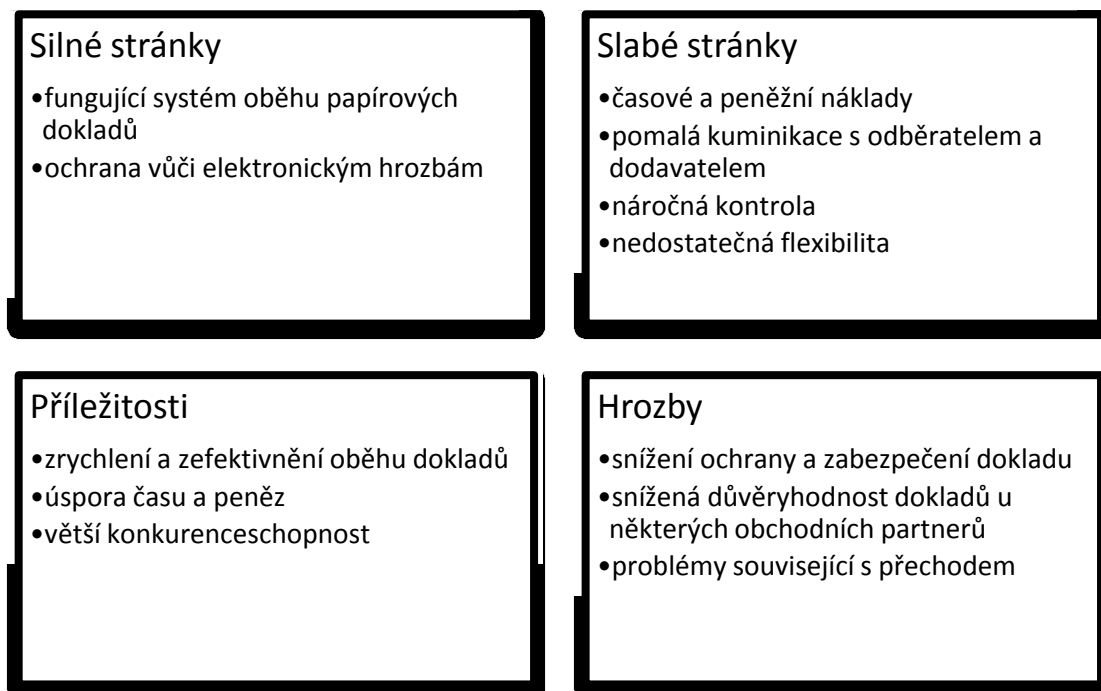 Silné stránky
•fungující systém oběhu papírových
dokladů
•ochrana vůči elektronickým hrozbám
Slabé stránky
•časové a peněžní náklady
•pomalá kuminikace s odběratelem a
dodavatelem
•náročná kontrola
•nedostatečná flexibilita
Příležitosti
•zrychlení a zefektivnění oběhu dokladů
•úspora času a peněz
•větší konkurenceschopnost
Hrozby
•snížení ochrany a zabezpečení dokladu
•snížená důvěryhodnost dokladů u
některých obchodních partnerů
•problémy související s přechodem